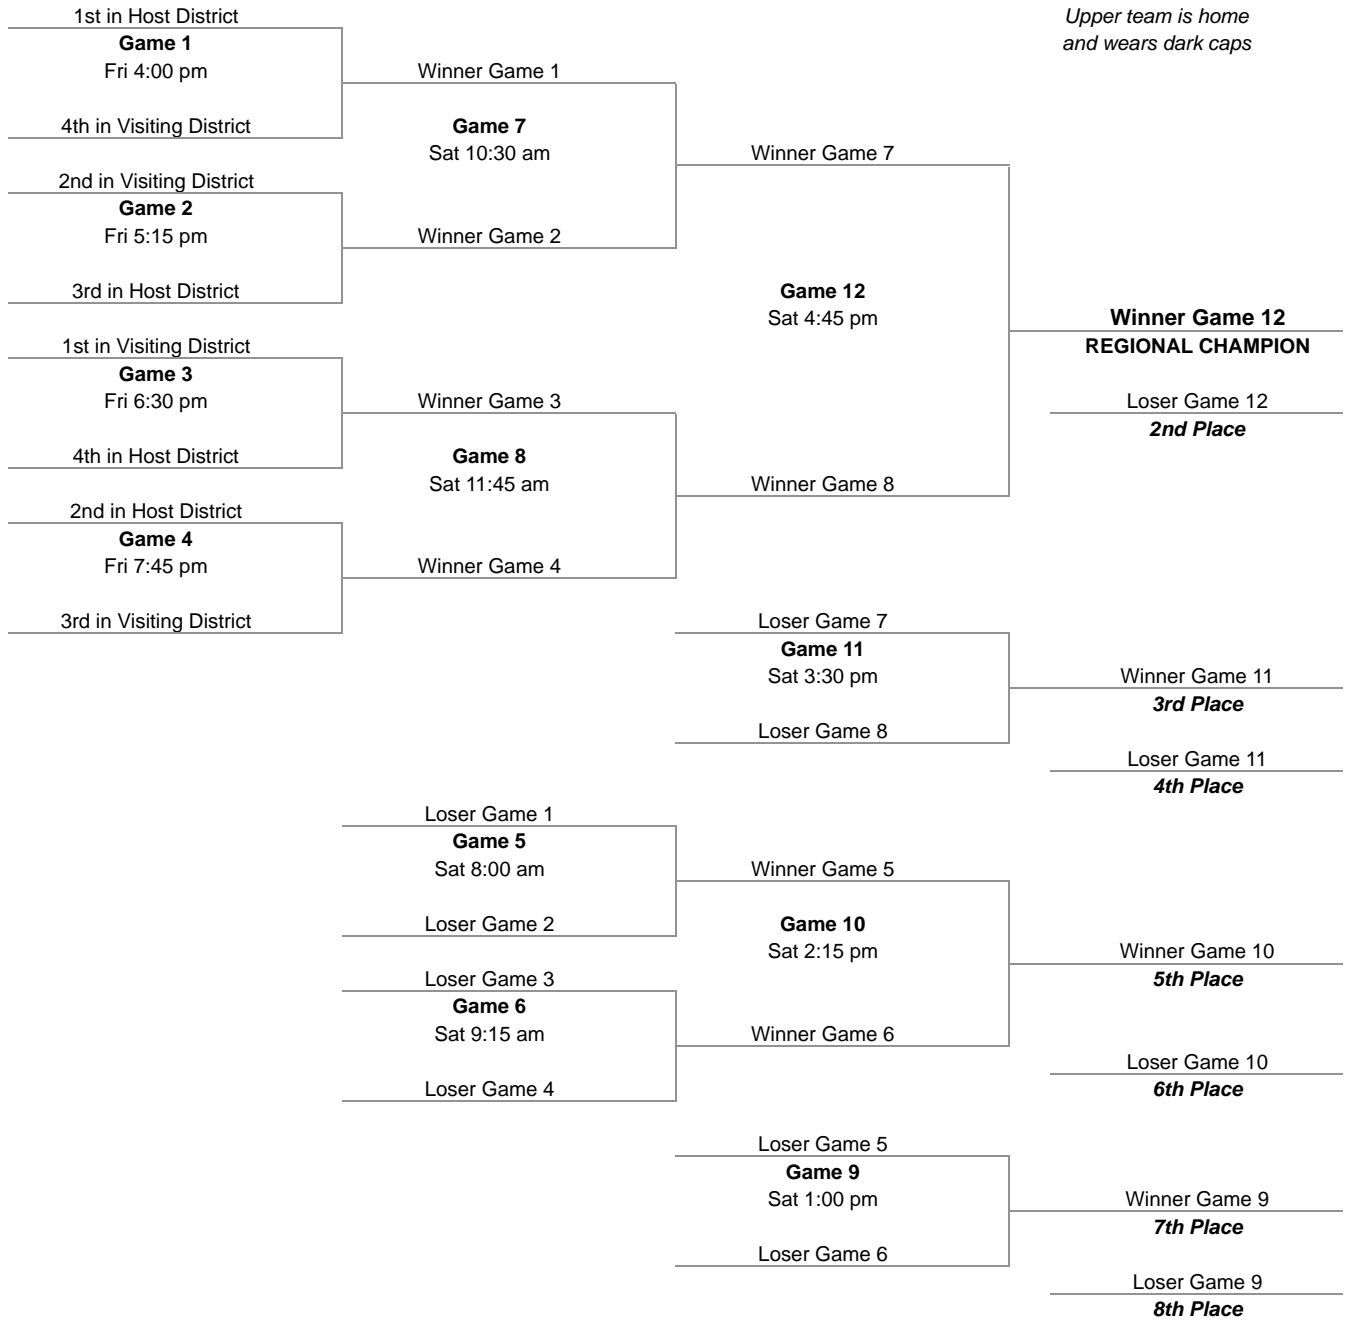 1st in Host District
Game 1
Fri 4:00 pm
4th in Visiting District
2nd in Visiting District
Game 2
Fri 5:15 pm
3rd in Host District
1st in Visiting District
Game 3
Fri 6:30 pm
4th in Host District
2nd in Host District
Game 4
Fri 7:45 pm
3rd in Visiting District
Winner Game 1
Game 7
Sat 10:30 am
Winner Game 2
Winner Game 3
Game 8
Sat 11:45 am
Winner Game 4
Loser Game 1
Game 5
Sat 8:00 am
Loser Game 2
Loser Game 3
Game 6
Sat 9:15 am
Loser Game 4
Winner Game 7
Game 12
Sat 4:45 pm
Winner Game 8
Loser Game 7
Game 11
Sat 3:30 pm
Loser Game 8
Winner Game 5
Game 10
Sat 2:15 pm
Winner Game 6
Loser Game 5
Game 9
Sat 1:00 pm
Loser Game 6
Upper team is home
and wears dark caps
Winner Game 12
REGIONAL CHAMPION
Loser Game 12
2nd Place
Winner Game 11
3rd Place
Loser Game 11
4th Place
Winner Game 10
5th Place
Loser Game 10
6th Place
Winner Game 9
7th Place
Loser Game 9
8th Place